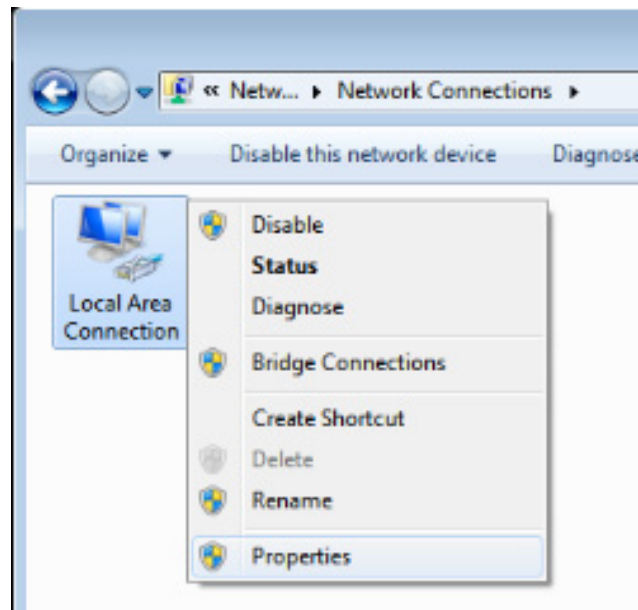 « Netw... ▸ Network Connections ▸
Organize ▾ Disable this network device Diagnose
Local Area
Connection
Disable
Status
Diagnose
Bridge Connections
Create Shortcut
Delete
Rename
Properties